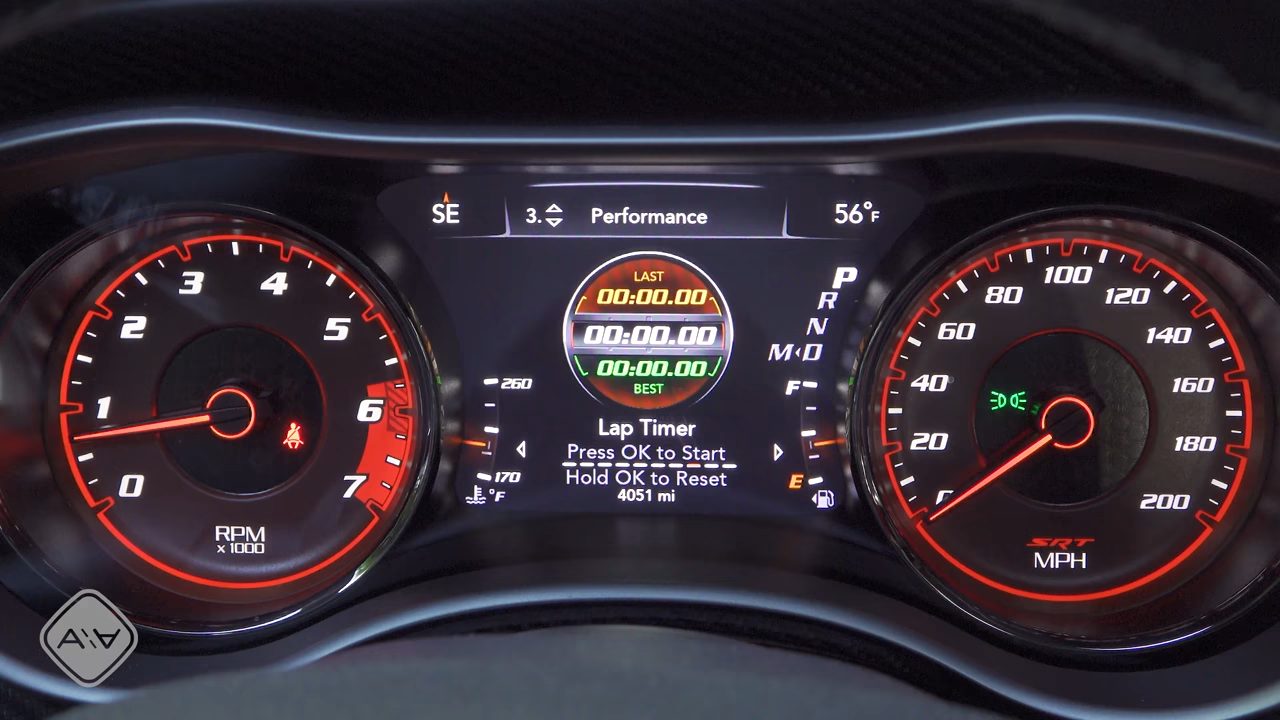 SE
3. Performance
56°F
LAST
00:00.00
00:00.00
00:00.00
BEST
Lap Timer
Press OK to Start
Hold OK to Reset
4051 mi
P
R
N
M D
260
170
°F
F
E
0
1
2
3
4
5
6
7
RPM
x 1000
0
20
40
60
80
100
120
140
160
180
200
SRT
MPH